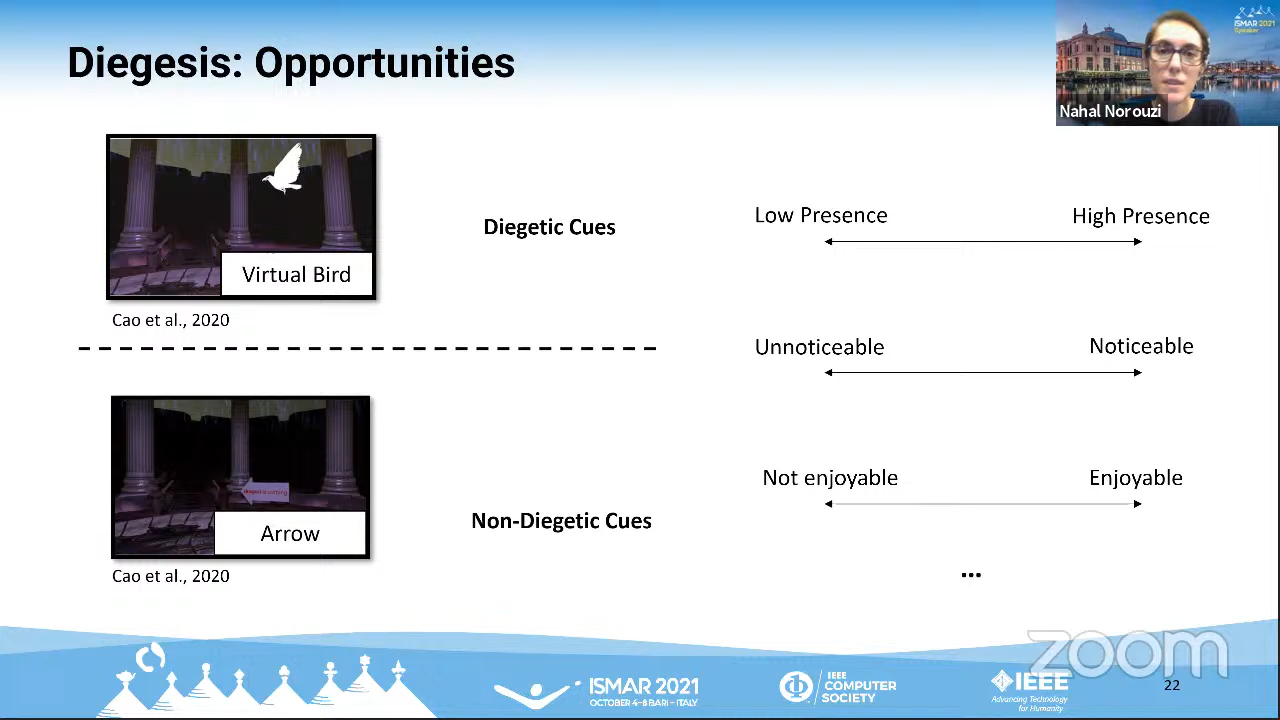 Diegesis: Opportunities
ISMAR 2021
Speaker
Nahal Norouzi
Virtual Bird
Cao et al., 2020
Diegetic Cues
Low Presence
High Presence
Unnoticeable
Noticeable
Arrow
Cao et al., 2020
Non-Diegetic Cues
Not enjoyable
Enjoyable
...
zoom
ISMAR 2021
OCTOBER 4-8 BARI - ITALY
IEEE
COMPUTER
SOCIETY
IEEE
Advancing Technology
for Humanity
22